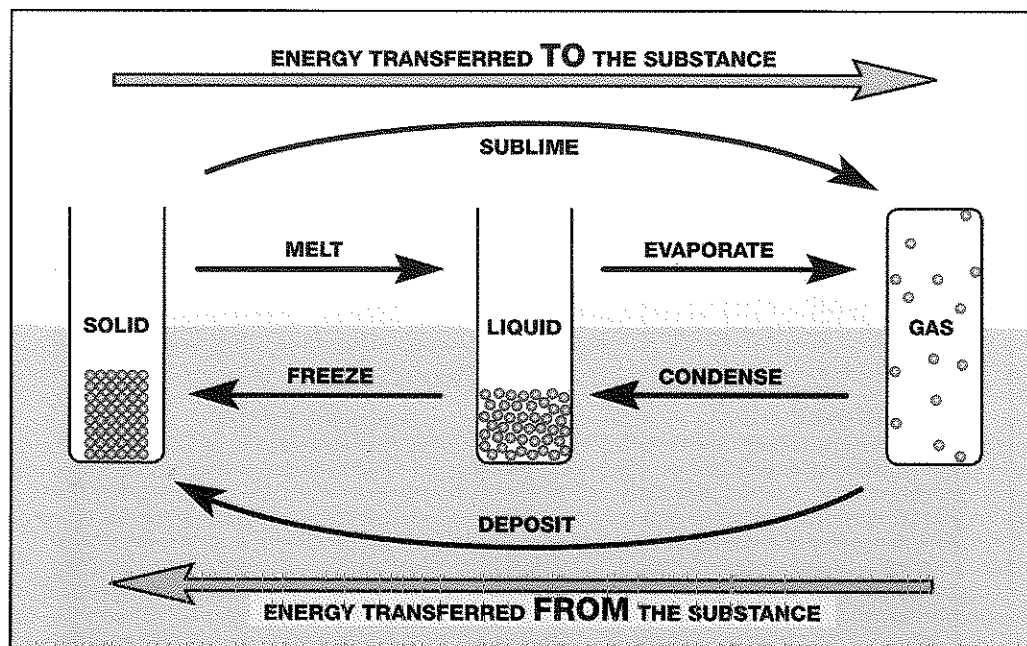 ENERGY TRANSFERRED TO THE SUBSTANCE
SUBLIME
MELT
EVAPORATE
SOLID
LIQUID
GAS
FREEZE
CONDENSE
DEPOSIT
ENERGY TRANSFERRED FROM THE SUBSTANCE